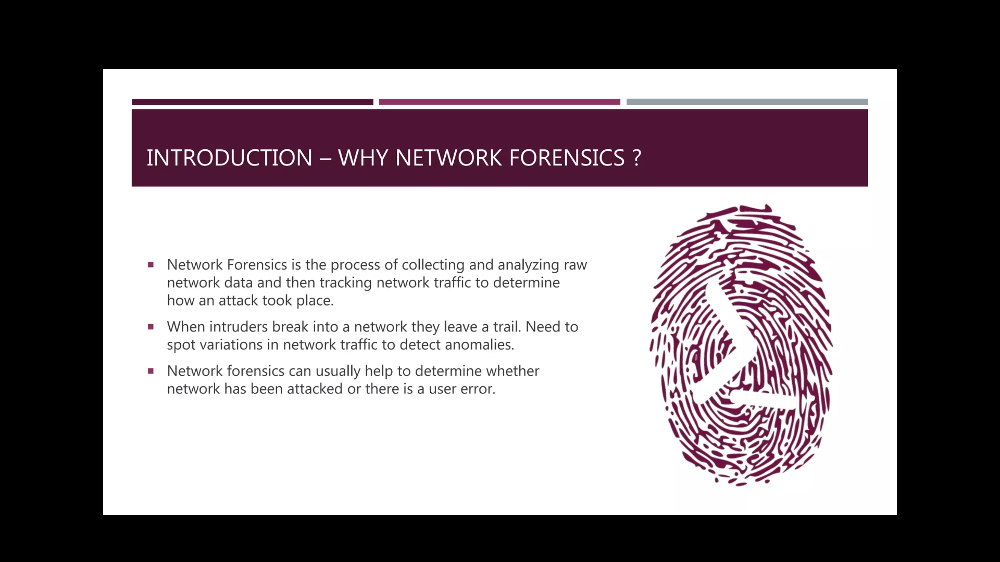 INTRODUCTION – WHY NETWORK FORENSICS ?
Network Forensics is the process of collecting and analyzing raw
network data and then tracking network traffic to determine
how an attack took place.
When intruders break into a network they leave a trail. Need to
spot variations in network traffic to detect anomalies.
Network forensics can usually help to determine whether
network has been attacked or there is a user error.